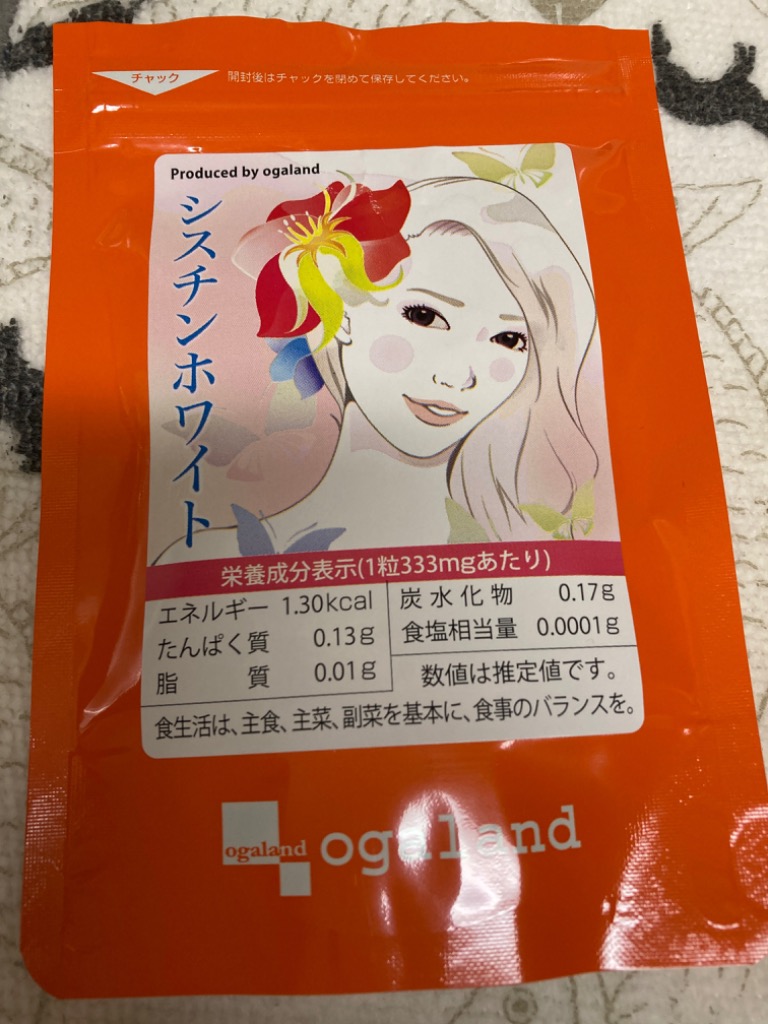 チャック
開封後はチャックを閉めて保存してください。
Produced by ogaland
シスチンホワイト
栄養成分表示(1粒333mgあたり)
エネルギー 1.30kcal
たんぱく質 0.13g
脂質 0.01g
炭水化物 0.17g
食塩相当量 0.0001g
数値は推定値です。
食生活は、主食、主菜、副菜を基本に、食事のバランスを。
ogaland
ogaland